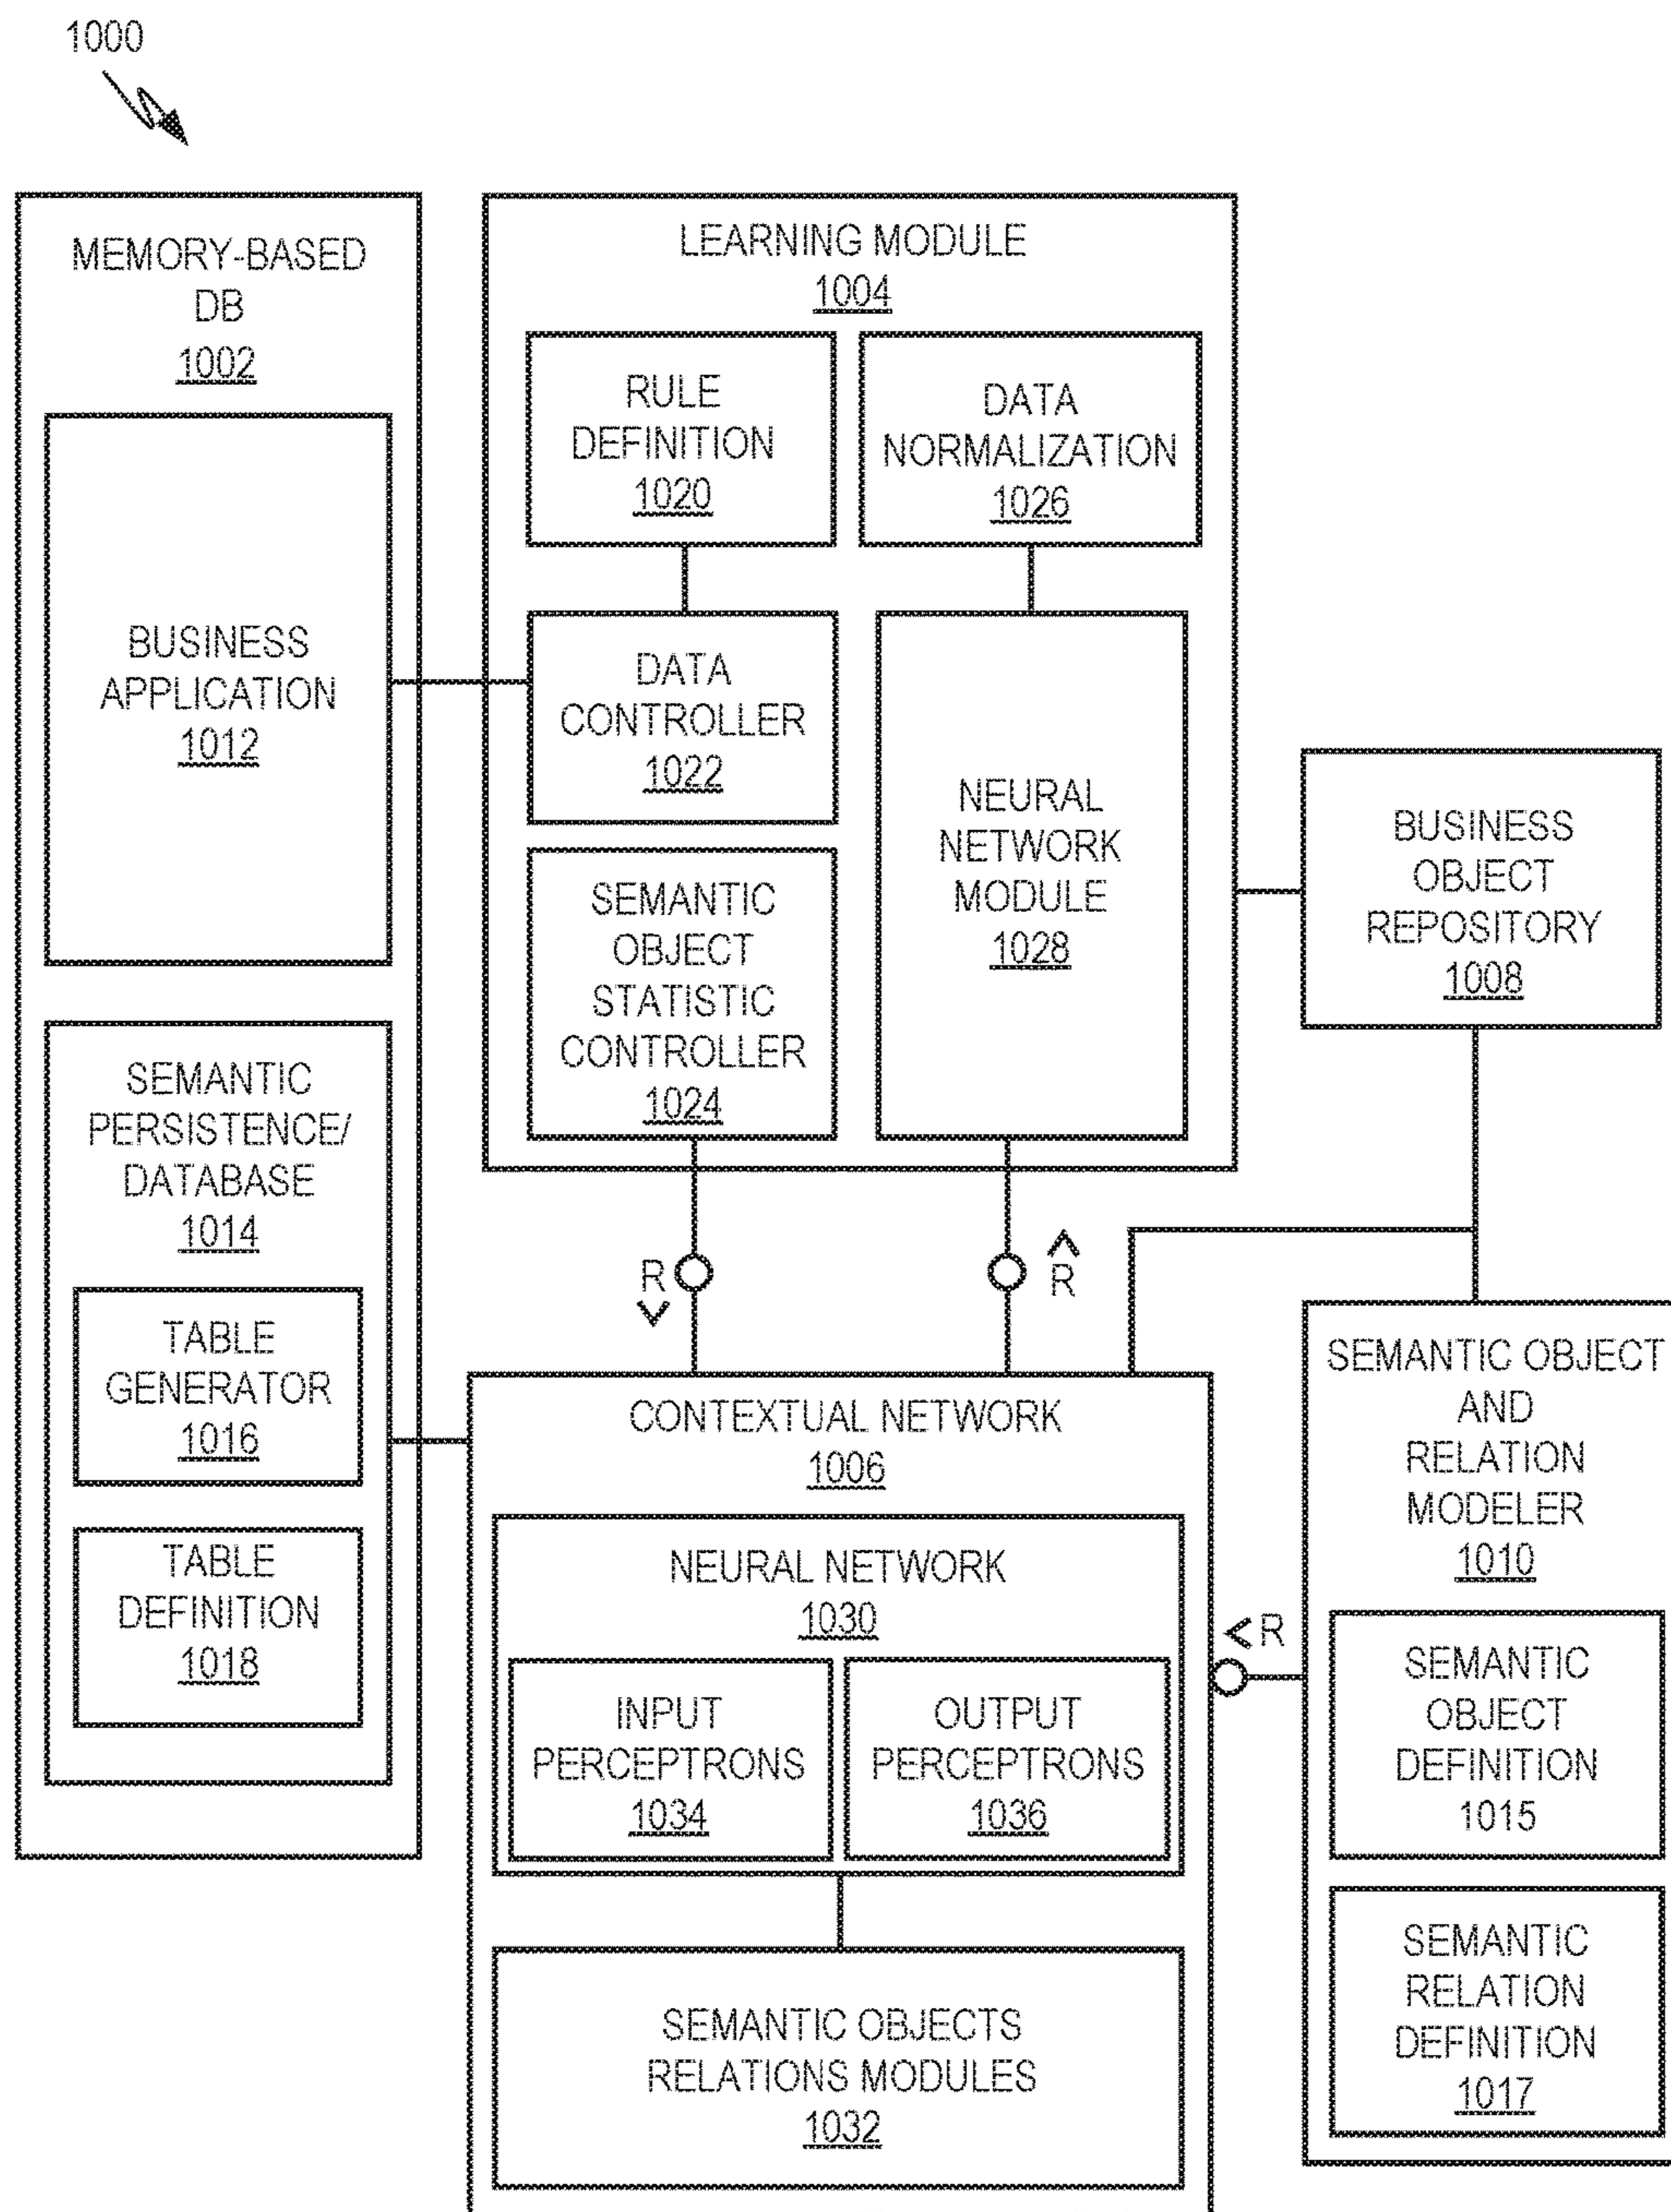 1000
MEMORY-BASED
DB
1002
BUSINESS
APPLICATION
1012
SEMANTIC
PERSISTENCE/
DATABASE
1014
TABLE
GENERATOR
1016
TABLE
DEFINITION
1018
LEARNING MODULE
1004
RULE
DEFINITION
1020
DATA
NORMALIZATION
1026
DATA
CONTROLLER
1022
SEMANTIC
OBJECT
STATISTIC
CONTROLLER
1024
NEURAL
NETWORK
MODULE
1028
BUSINESS
OBJECT
REPOSITORY
1008
R
R
CONTEXTUAL NETWORK
1006
NEURAL NETWORK
1030
INPUT
PERCEPTRONS
1034
OUTPUT
PERCEPTRONS
1036
SEMANTIC OBJECTS
RELATIONS MODULES
1032
R
SEMANTIC OBJECT
AND
RELATION
MODELER
1010
SEMANTIC
OBJECT
DEFINITION
1015
SEMANTIC
RELATION
DEFINITION
1017